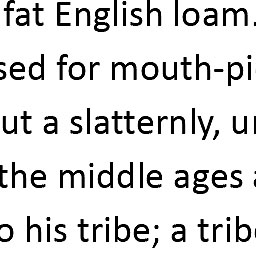 fat English loam.
sed for mouth-pi
ut a slatternly, u
the middle ages
o his tribe; a trib